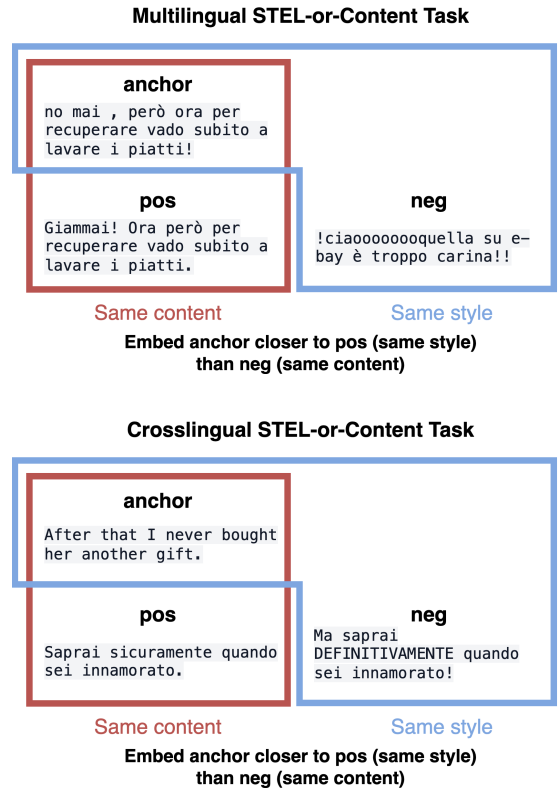 Multilingual STEL-or-Content Task
anchor
no mai , però ora per
recuperare vado subito a
lavare i piatti!
pos
Giammai! Ora però per
recuperare vado subito a
lavare i piatti.
neg
!ciaoooooooquella su e-
bay è troppo carina!!
Same content
Same style
Embed anchor closer to pos (same style)
than neg (same content)
Crosslingual STEL-or-Content Task
anchor
After that I never bought
her another gift.
pos
Saprai sicuramente quando
sei innamorato.
neg
Ma saprai
DEFINITIVAMENTE quando
sei innamorato!
Same content
Same style
Embed anchor closer to pos (same style)
than neg (same content)